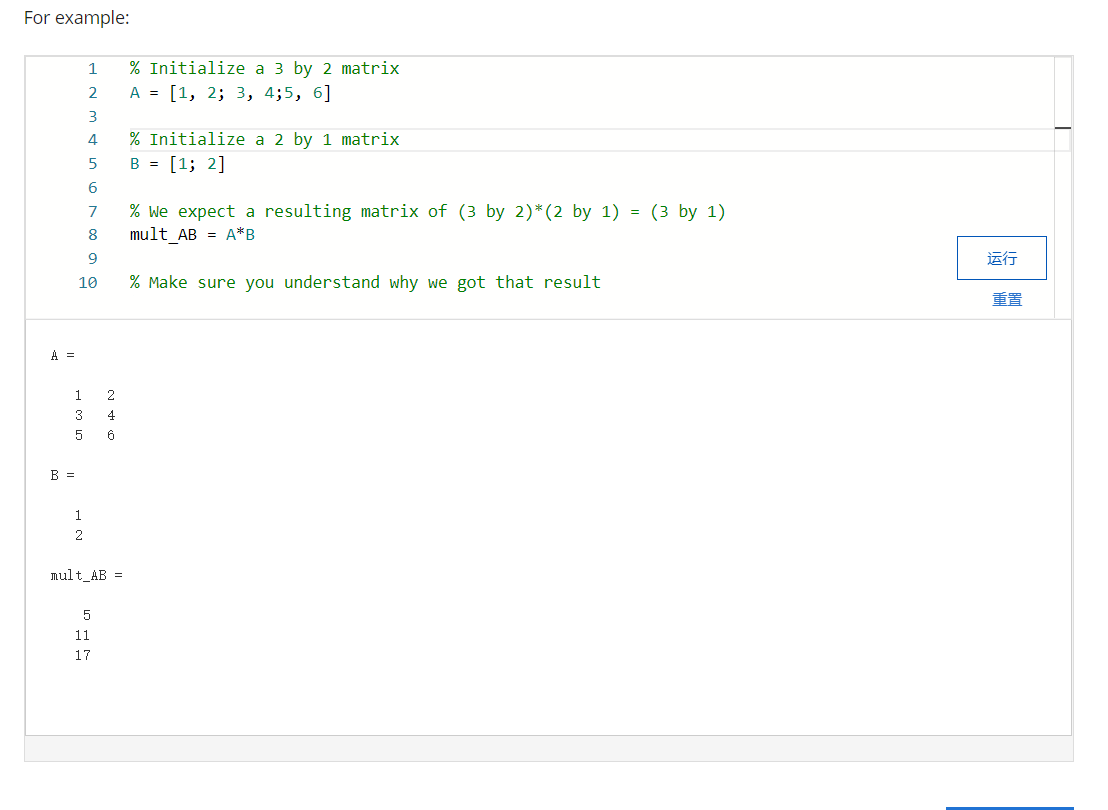 For example:
1 % Initialize a 3 by 2 matrix
2 A = [1, 2; 3, 4;5, 6]
3
4 % Initialize a 2 by 1 matrix
5 B = [1; 2]
6
7 % We expect a resulting matrix of (3 by 2)*(2 by 1) = (3 by 1)
8 mult_AB = A*B
9
10 % Make sure you understand why we got that result
运行
重置
A =
1 2
3 4
5 6
B =
1
2
mult_AB =
5
11
17